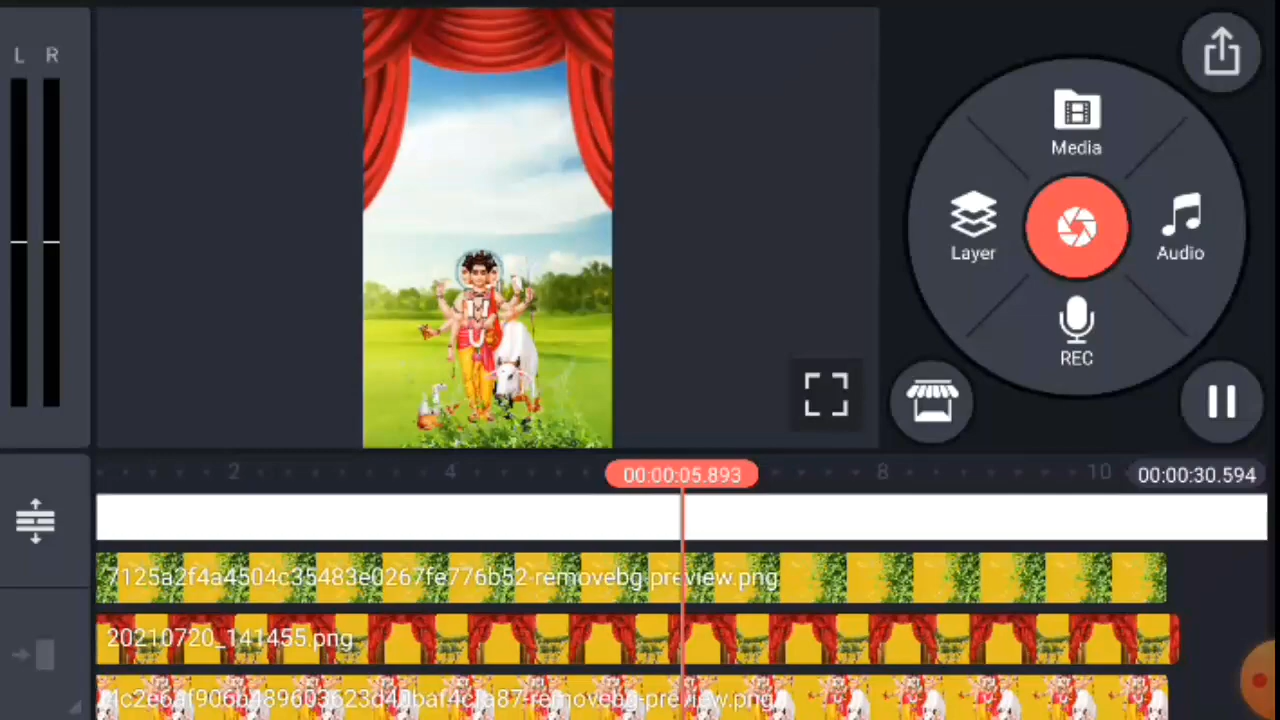 L R
Media
Layer
Audio
REC
2 4 00:00:05.893 8 10 00:00:30.594
7125a2f4a4504c35483e0267fe776b52-removebg-preview.png
20210720_141455.png